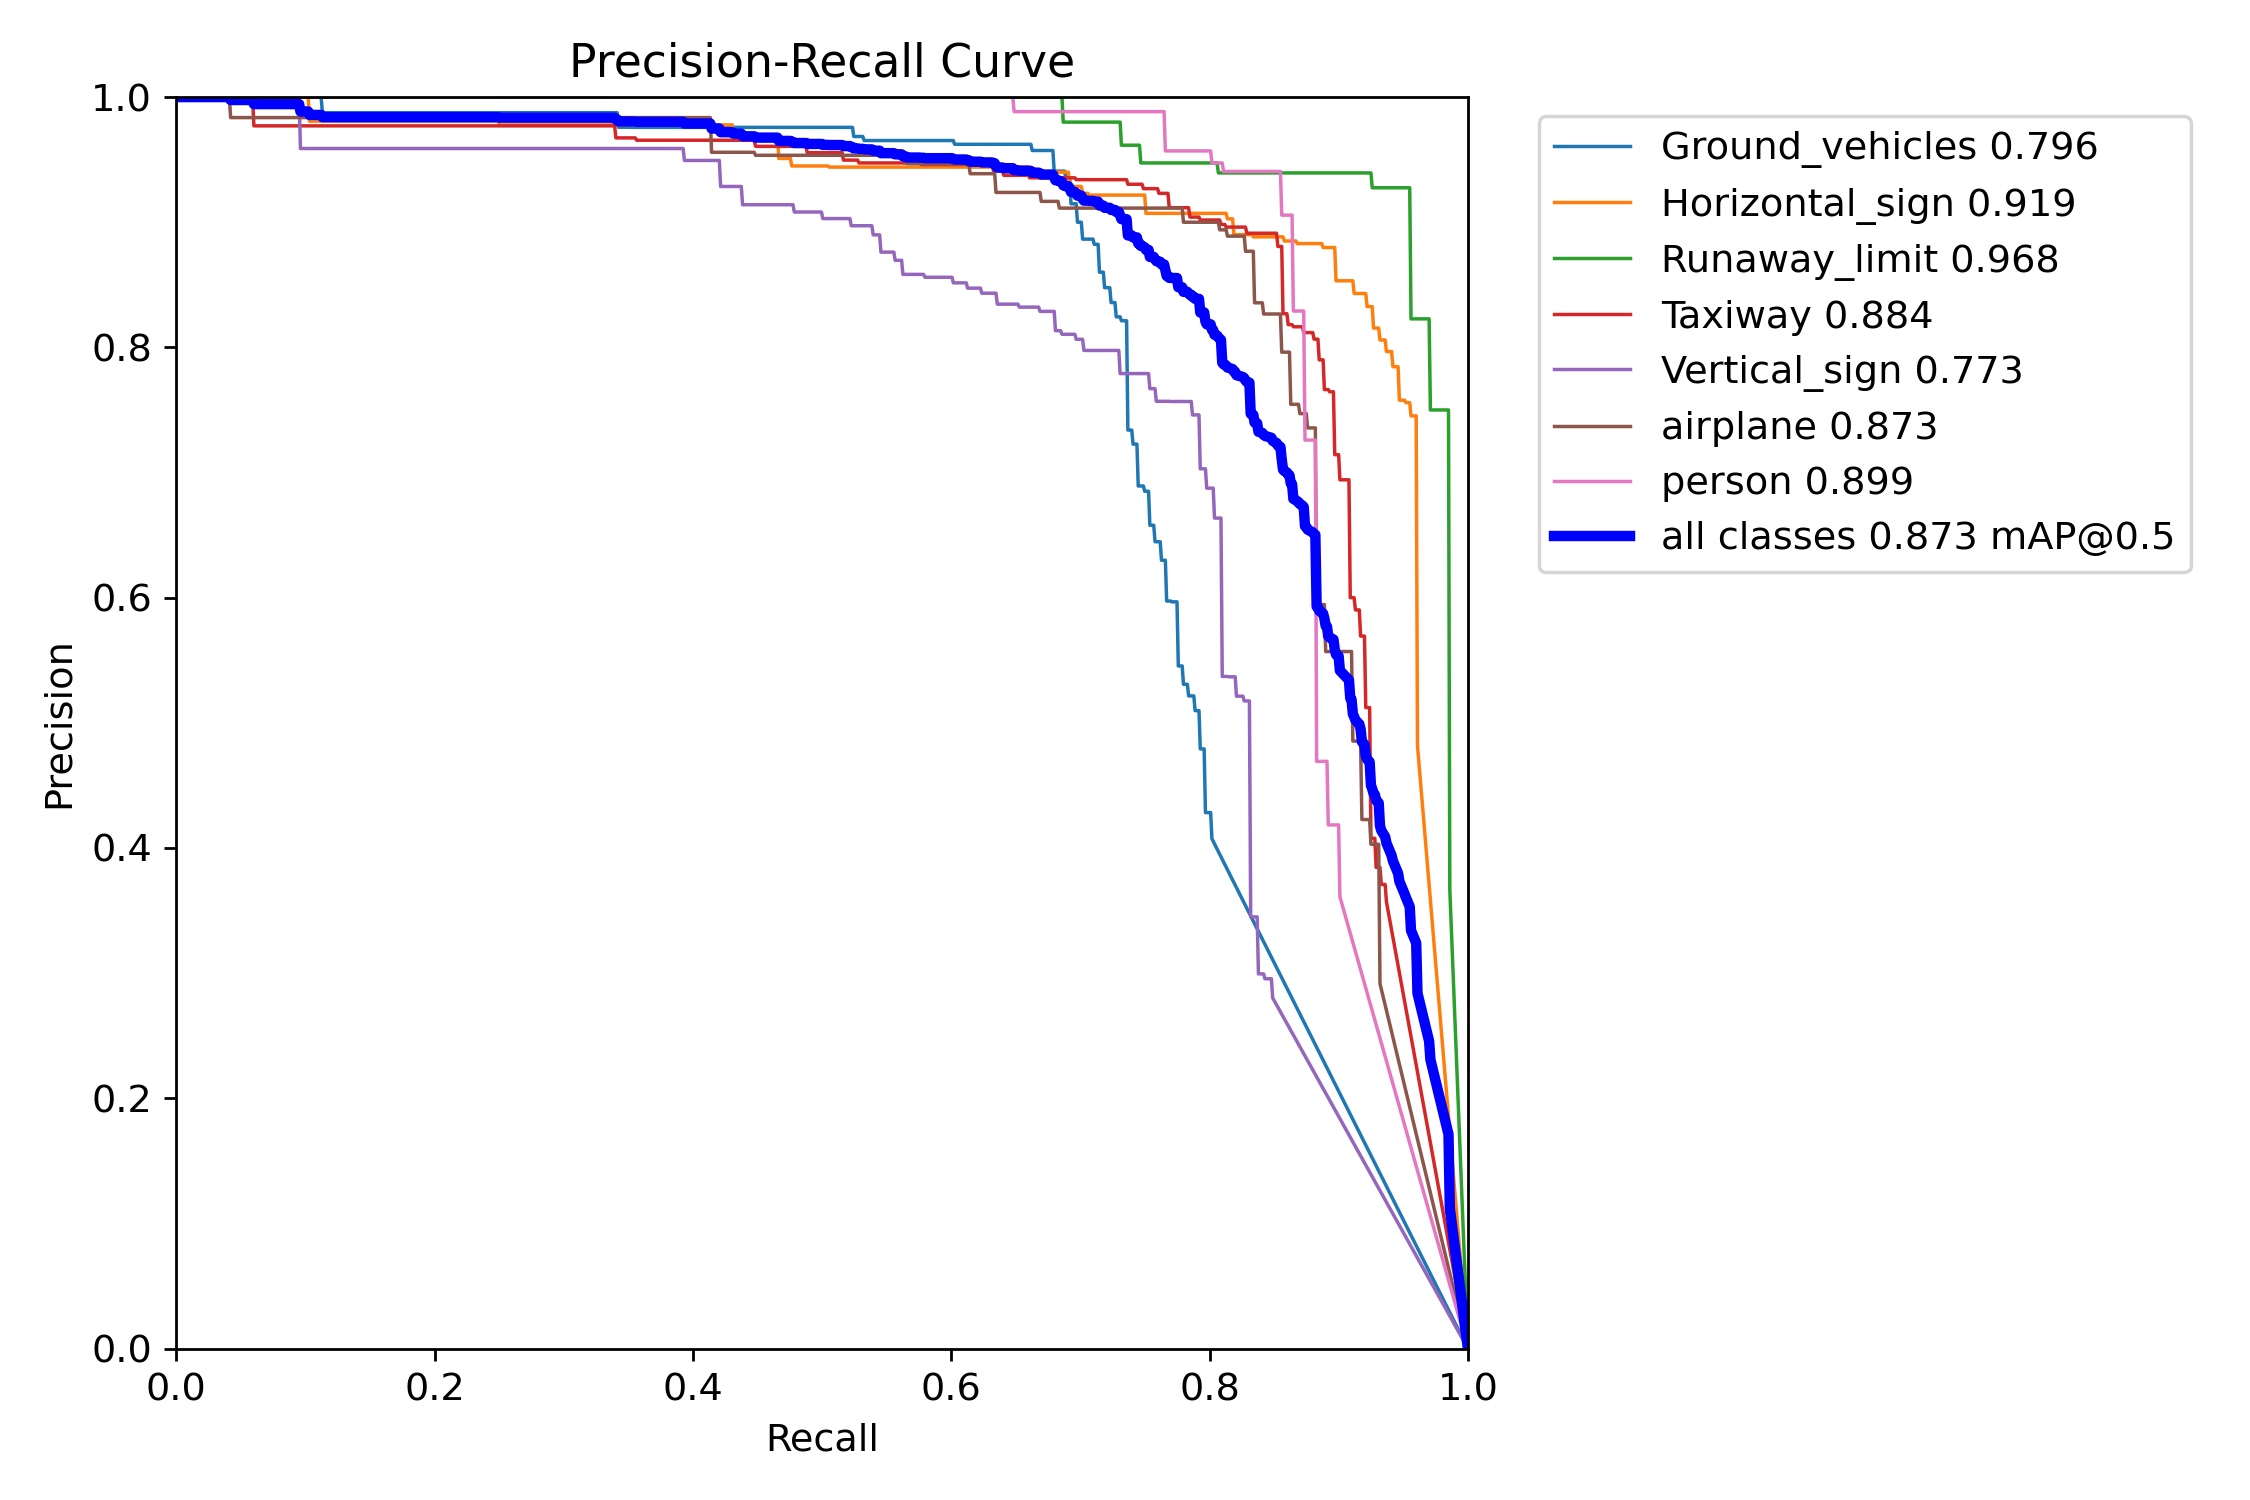 Precision-Recall Curve
1.0
0.8
0.6
0.4
0.2
0.0
Precision
0.0 0.2 0.4 0.6 0.8 1.0
Recall
Ground_vehicles 0.796
Horizontal_sign 0.919
Runaway_limit 0.968
Taxiway 0.884
Vertical_sign 0.773
airplane 0.873
person 0.899
all classes 0.873 mAP@0.5